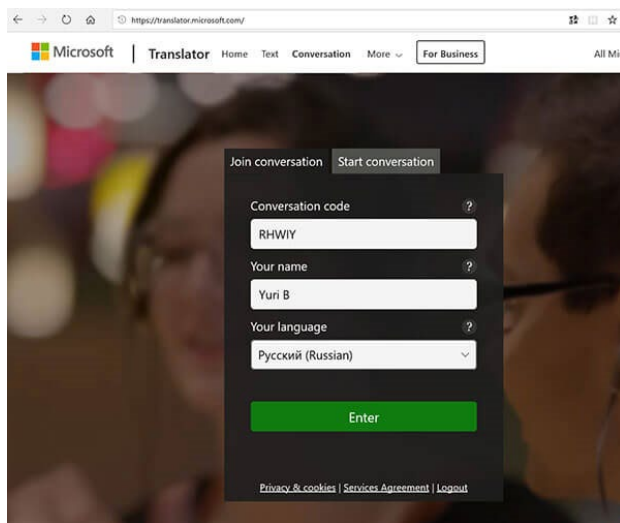 https://translator.microsoft.com/
Microsoft | Translator Home Text Conversation More For Business All Mi
Join conversation Start conversation
Conversation code ?
RHWIY
Your name ?
Yuri B
Your language ?
Русский (Russian)
Enter
Privacy & cookies | Services Agreement | Logout